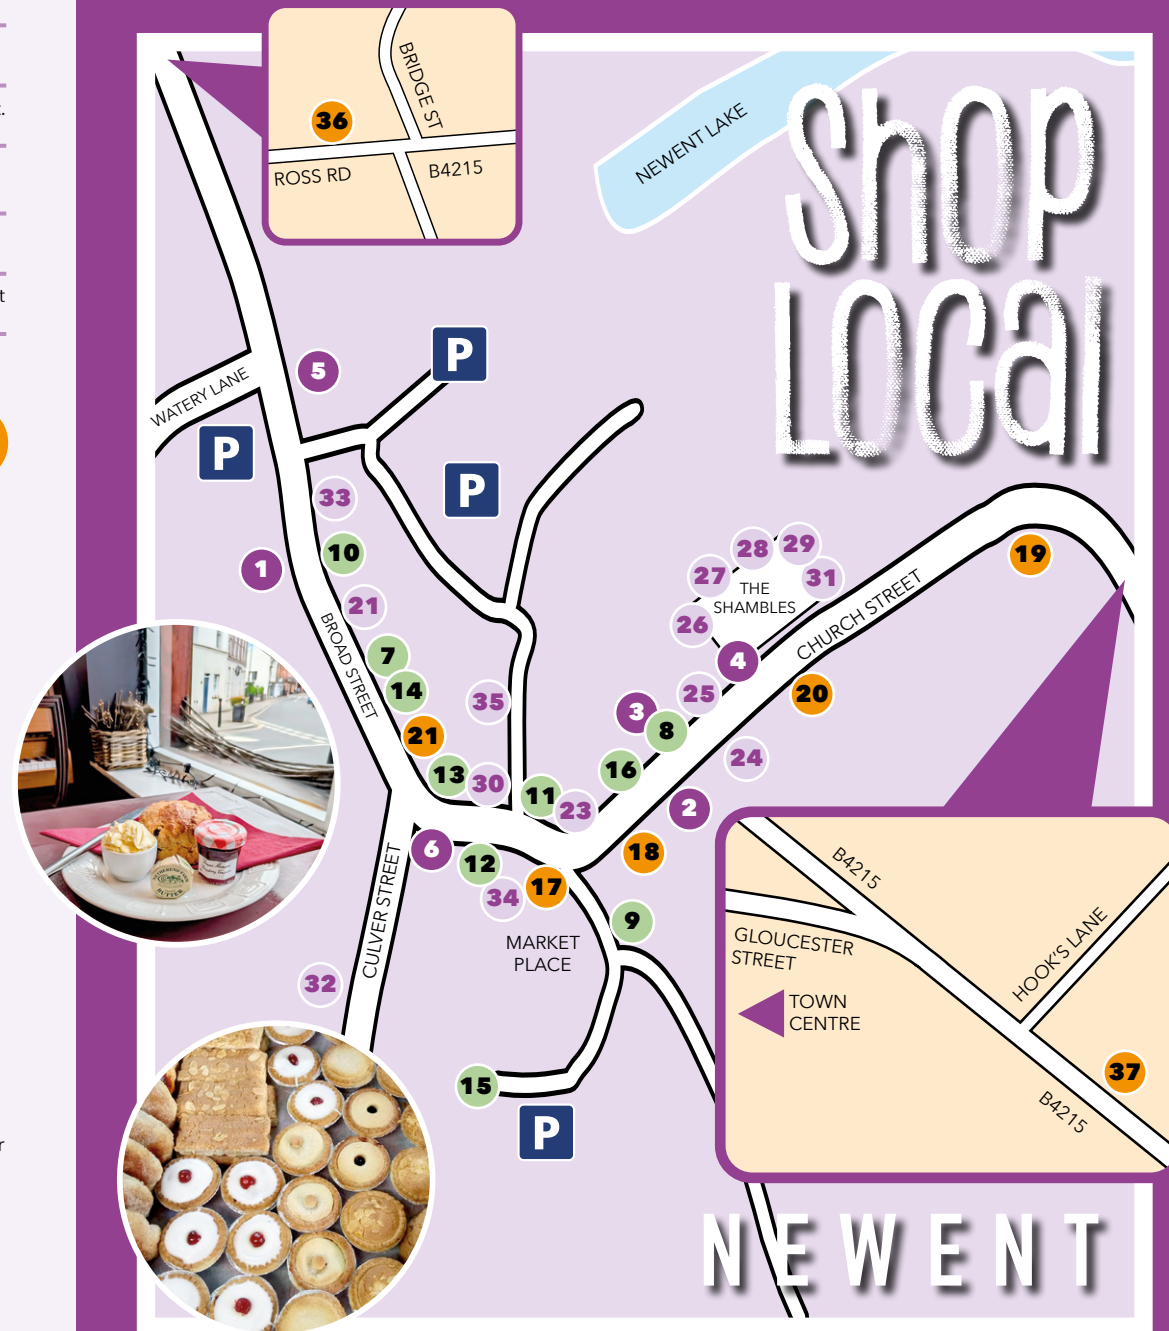 BRIDGE ST
36
ROSS RD
B4215
NEWENT LAKE
Shop
Local
WATERY LANE
5
P
P
P
33
10
1
21
BROAD STREET
7
14
21
13
30
35
11
23
16
8
3
25
4
26
27
28
29
31
THE
SHAMBLES
CHURCH STREET
19
20
24
2
18
6
12
34
17
9
MARKET
PLACE
CULVER STREET
32
15
P
B4215
GLOUCESTER
STREET
HOOK'S LANE
TOWN
CENTRE
37
B4215
NEWENT